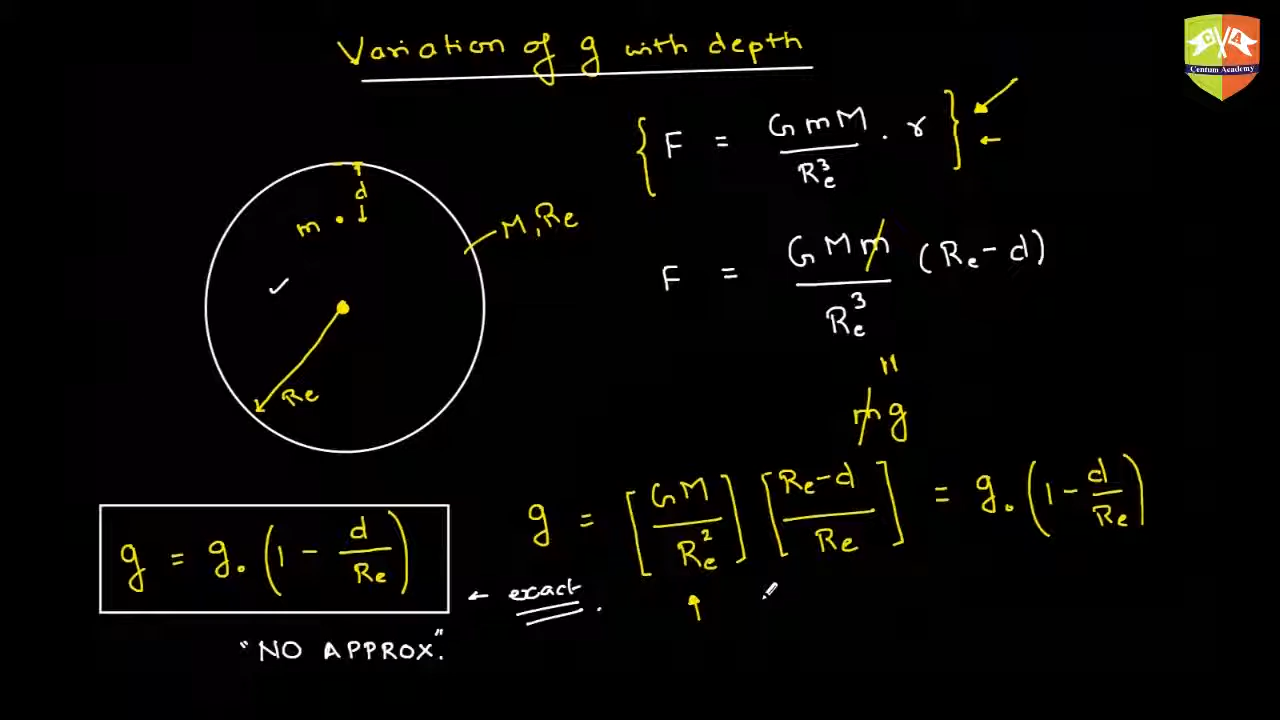 Variation of g with depth
C A
Centum Academy
{ F = GmM/Re³ . r } ←
d
m
M, Re
F = GMm/Re³ (Re - d)
Re
"
mg
g = [GM/Re²] [Re-d/Re] = g₀ (1 - d/Re)
g = g₀ (1 - d/Re) ← exact.
"NO APPROX".